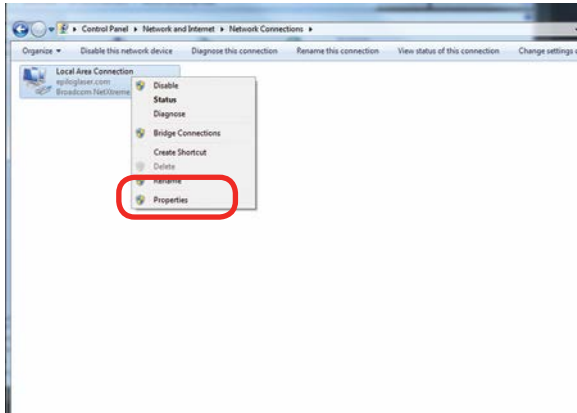 Control Panel ▸ Network and Internet ▸ Network Connections ▸
Organize ▾ Disable this network device Diagnose this connection Rename this connection View status of this connection Change settings
Local Area Connection
epiloglaser.com
Broadcom NetXtreme
Disable
Status
Diagnose
Bridge Connections
Create Shortcut
Delete
Rename
Properties